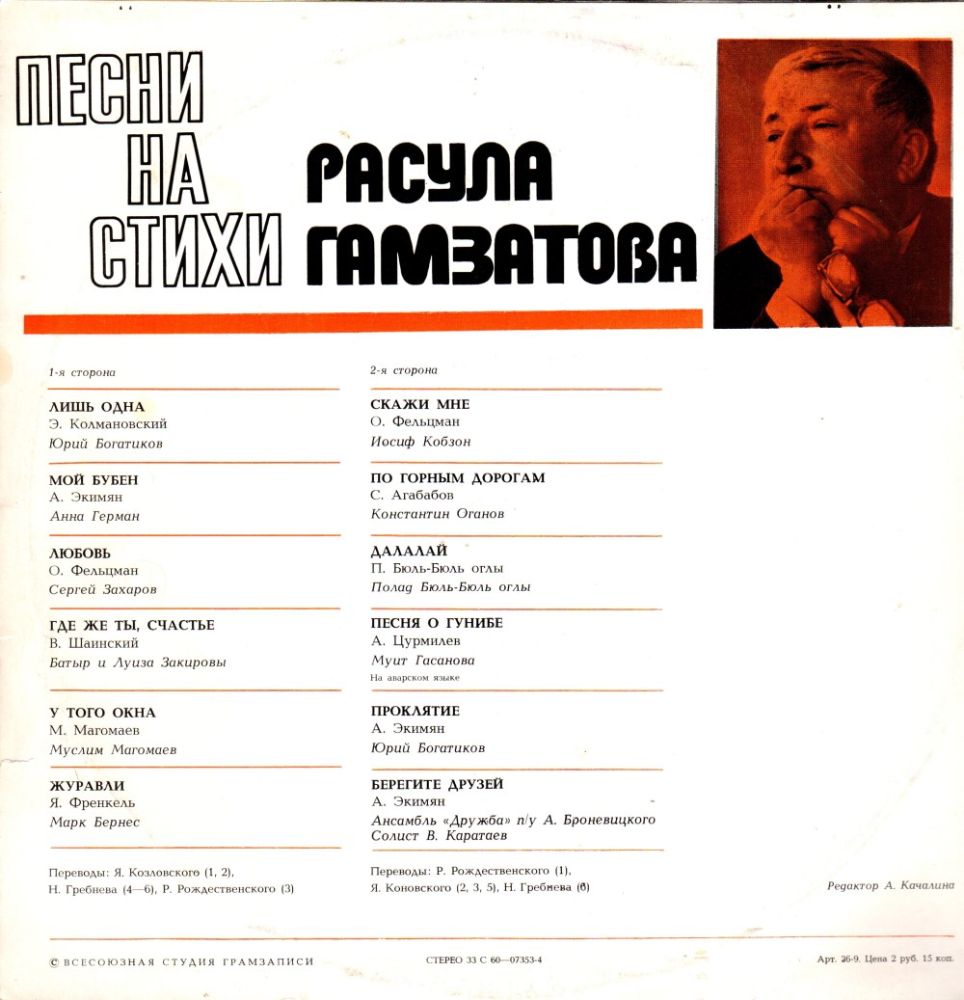 ПЕСНИ
НА
СТИХИ
РАСУЛА
ГАМЗАТОВА
1-я сторона
ЛИШЬ ОДНА
Э. Колмановский
Юрий Богатиков
МОЙ БУБЕН
А. Экимян
Анна Герман
ЛЮБОВЬ
О. Фельцман
Сергей Захаров
ГДЕ ЖЕ ТЫ, СЧАСТЬЕ
В. Шаинский
Батыр и Луиза Закировы
У ТОГО ОКНА
М. Магомаев
Муслим Магомаев
ЖУРАВЛИ
Я. Френкель
Марк Бернес
Переводы: Я. Козловского (1, 2),
Н. Гребнева (4—6), Р. Рождественского (3)
2-я сторона
СКАЖИ МНЕ
О. Фельцман
Иосиф Кобзон
ПО ГОРНЫМ ДОРОГАМ
С. Агабабов
Константин Оганов
ДАЛАЛАЙ
П. Бюль-Бюль оглы
Полад Бюль-Бюль оглы
ПЕСНЯ О ГУНИБЕ
А. Цурмилев
Муит Гасанова
На аварском языке
ПРОКЛЯТИЕ
А. Экимян
Юрий Богатиков
БЕРЕГИТЕ ДРУЗЕЙ
А. Экимян
Ансамбль «Дружба» п/у А. Броневицкого
Солист В. Каратаев
Переводы: Р. Рождественского (1),
Я. Коновского (2, 3, 5), Н. Гребнева (6)
Редактор А. Качалина
© ВСЕСОЮЗНАЯ СТУДИЯ ГРАМЗАПИСИ
СТЕРЕО 33 С 60—07353-4
Арт. 36-9. Цена 2 руб. 15 коп.